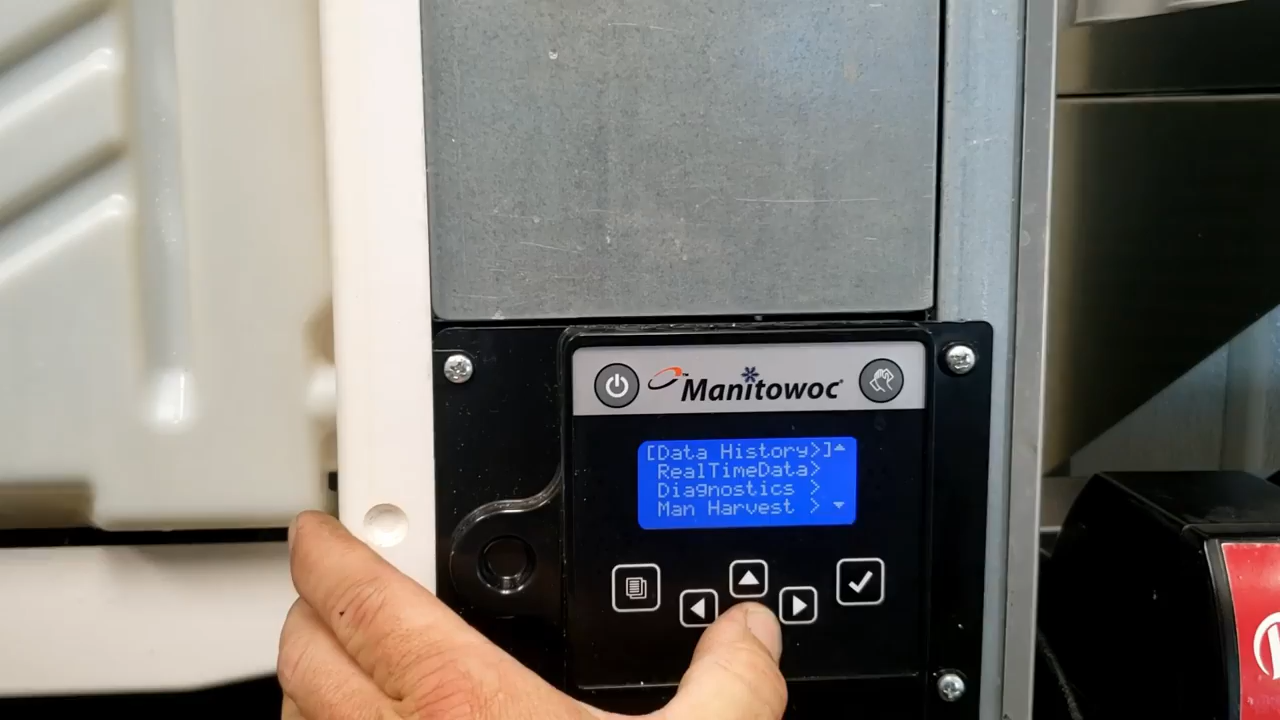 Manitowoc
[Data History>]
RealTimeData>
Diagnostics >
Man Harvest >